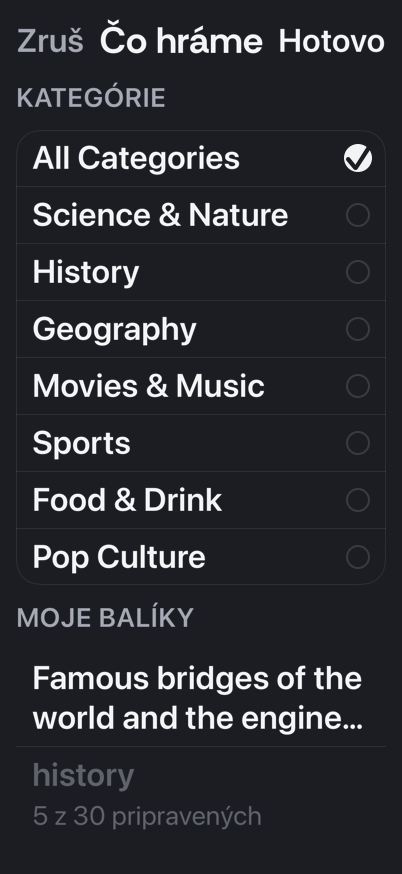 Zruš Čo hráme Hotovo
KATEGÓRIE
All Categories
Science & Nature
History
Geography
Movies & Music
Sports
Food & Drink
Pop Culture
MOJE BALÍKY
Famous bridges of the
world and the engine…
history
5 z 30 pripravených